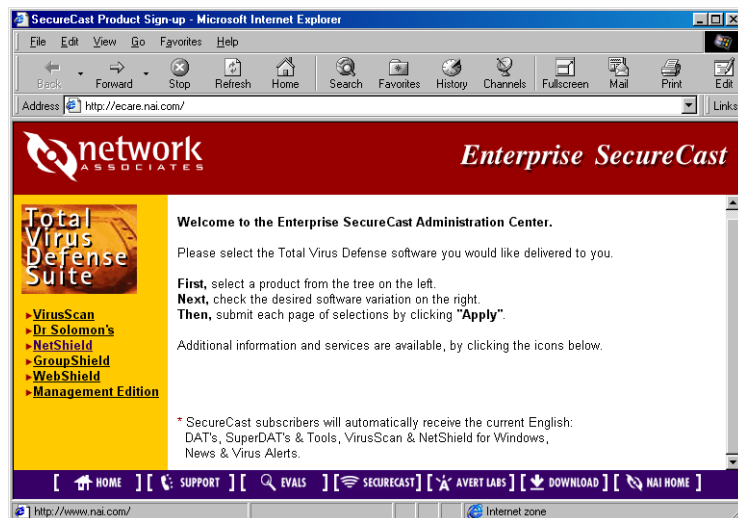 SecureCast Product Sign-up - Microsoft Internet Explorer
File Edit View Go Favorites Help
Back Forward Stop Refresh Home Search Favorites History Channels Fullscreen Mail Print Edit
Address http://ecare.nai.com/ Links
network
ASSOCIATES
Enterprise SecureCast
Total
Virus
Defense
Suite
VirusScan
Dr Solomon's
NetShield
GroupShield
WebShield
Management Edition
Welcome to the Enterprise SecureCast Administration Center.
Please select the Total Virus Defense software you would like delivered to you.
First, select a product from the tree on the left.
Next, check the desired software variation on the right.
Then, submit each page of selections by clicking "Apply".
Additional information and services are available, by clicking the icons below.
* SecureCast subscribers will automatically receive the current English:
DAT's, SuperDAT's & Tools, VirusScan & NetShield for Windows,
News & Virus Alerts.
[ HOME ] [ SUPPORT ] [ EVALS ] [ SECURECAST ] [ AVERT LABS ] [ DOWNLOAD ] [ NAI HOME ]
http://www.nai.com/ Internet zone